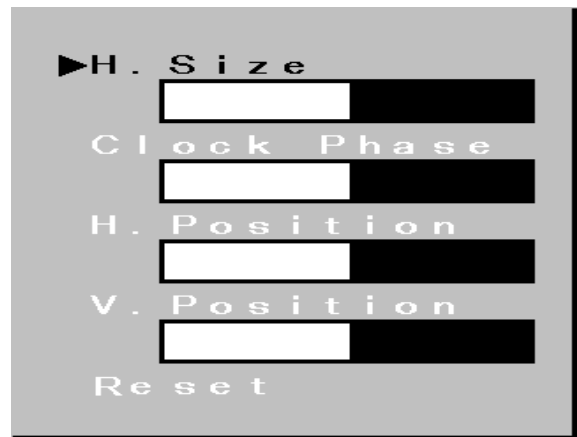 ▶H. Size
Clock Phase
H. Position
V. Position
Reset